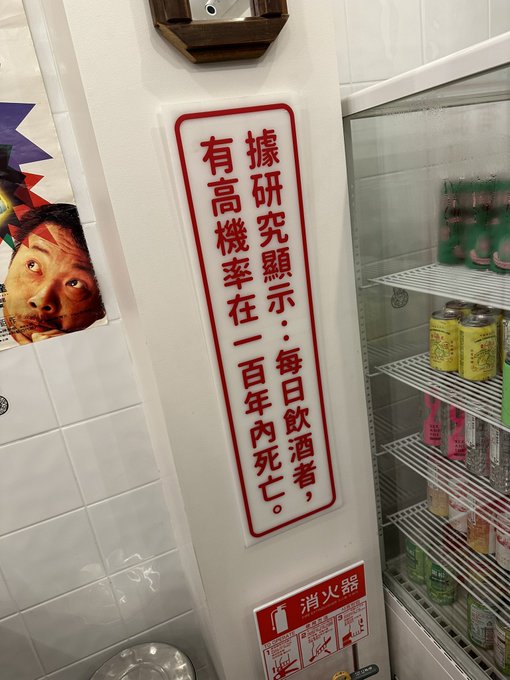 據研究顯示：每日飲酒者，
有高機率在一百年內死亡。
消火器